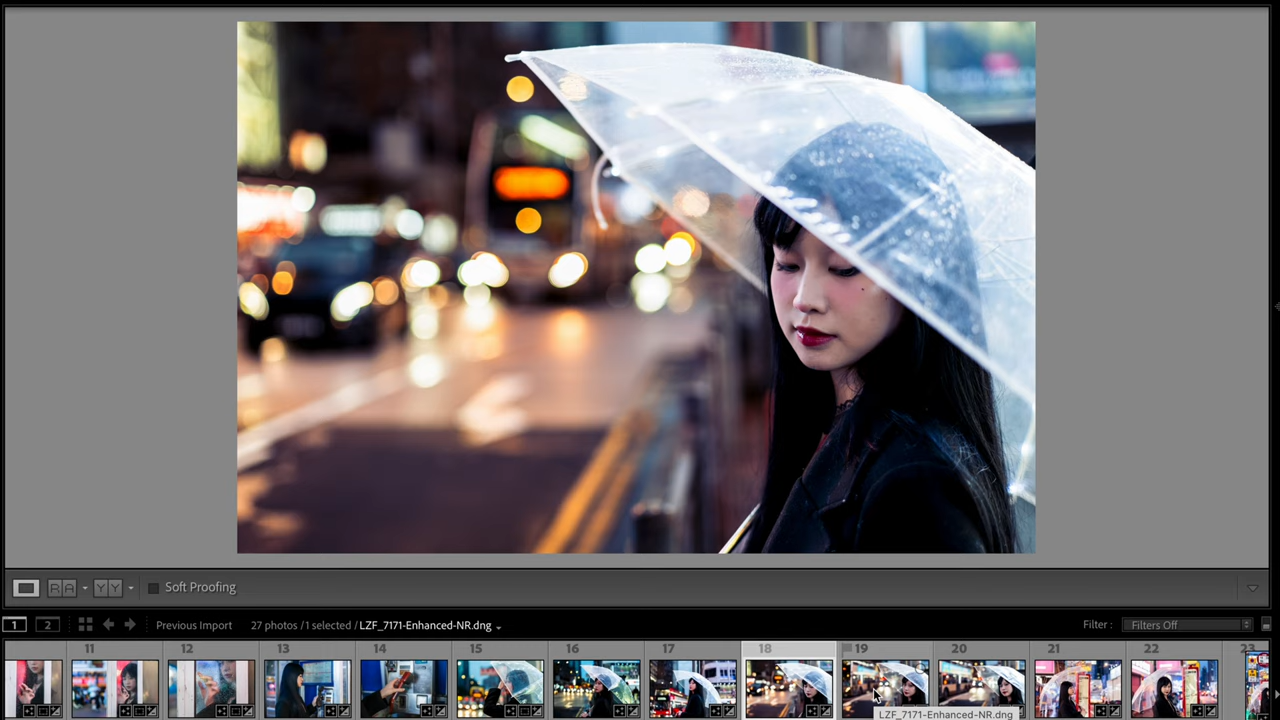 Soft Proofing
1 2 Previous Import 27 photos / 1 selected / LZF_7171-Enhanced-NR.dng Filter : Filters Off
11 12 13 14 15 16 17 18 19 20 21 22 23
LZF_7171-Enhanced-NR.dng